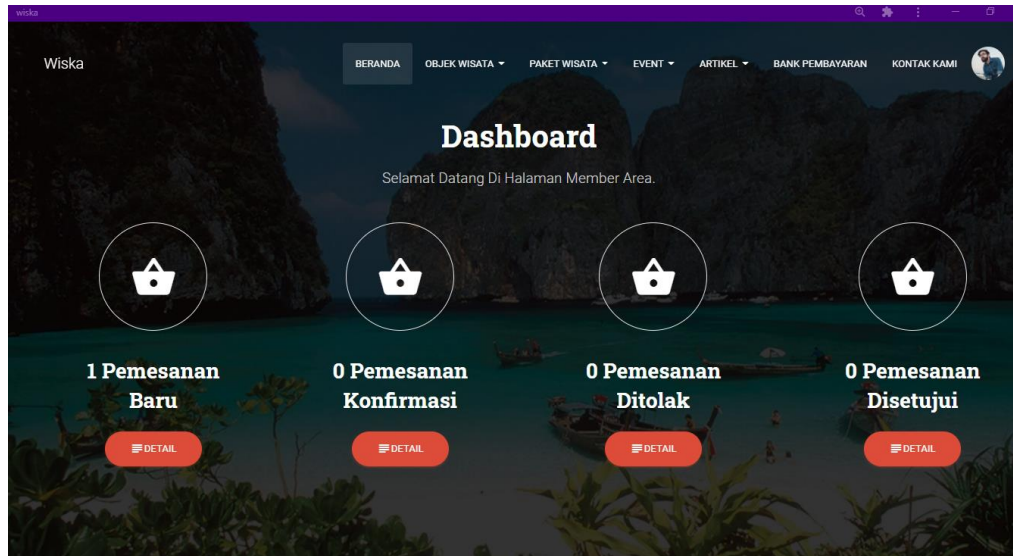 wiska
Wiska
BERANDA OBJEK WISATA PAKET WISATA EVENT ARTIKEL BANK PEMBAYARAN KONTAK KAMI
Dashboard
Selamat Datang Di Halaman Member Area.
1 Pemesanan
Baru
DETAIL
0 Pemesanan
Konfirmasi
DETAIL
0 Pemesanan
Ditolak
DETAIL
0 Pemesanan
Disetujui
DETAIL